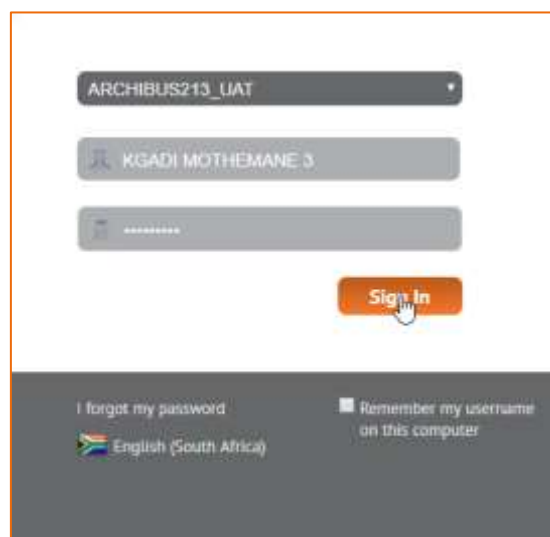 ARCHIBUS213_UAT
KGADI MOTHEMANE 3
Sign In
I forgot my password
Remember my username
on this computer
English (South Africa)